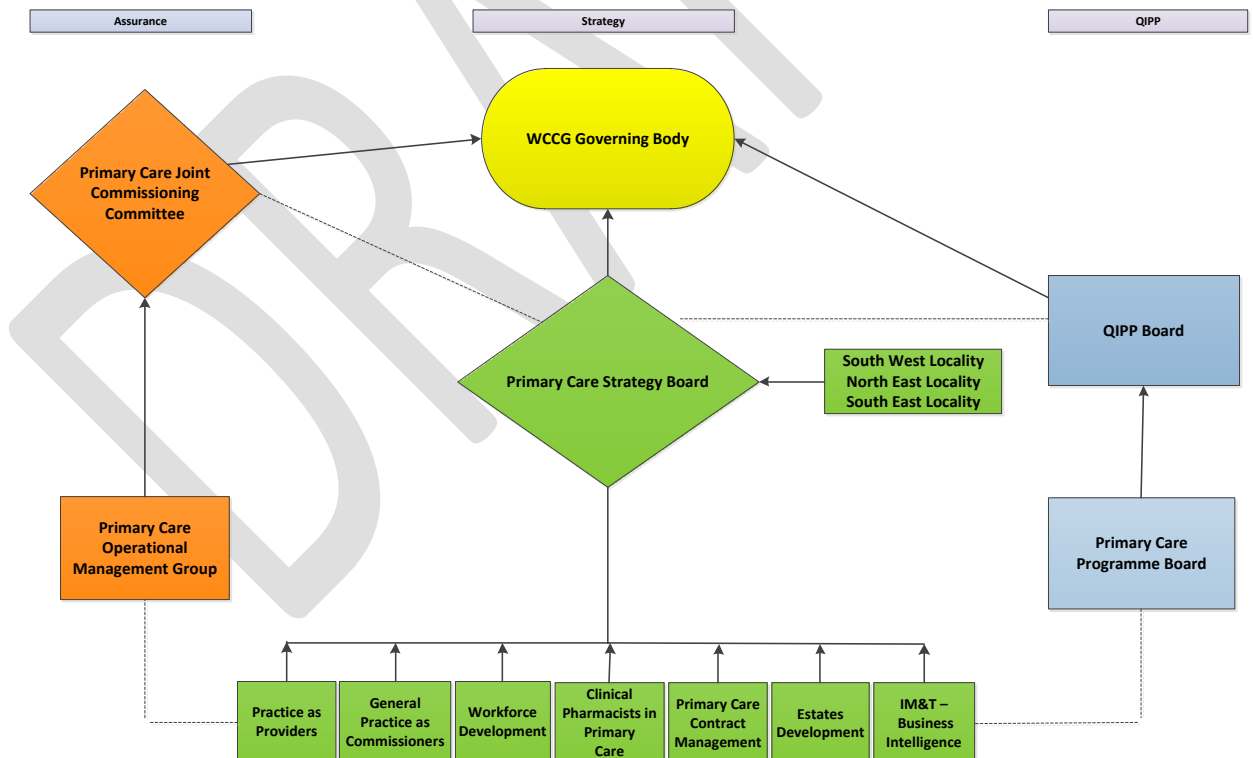 Assurance
Strategy
QIPP
WCCG Governing Body
Primary Care Joint
Commissioning
Committee
QIPP Board
Primary Care Strategy Board
South West Locality
North East Locality
South East Locality
Primary Care
Operational
Management Group
Primary Care
Programme Board
Practice as
Providers
General
Practice as
Commissioners
Workforce
Development
Clinical
Pharmacists in
Primary
Care
Primary Care
Contract
Management
Estates
Development
IM&T –
Business
Intelligence
DRAFT